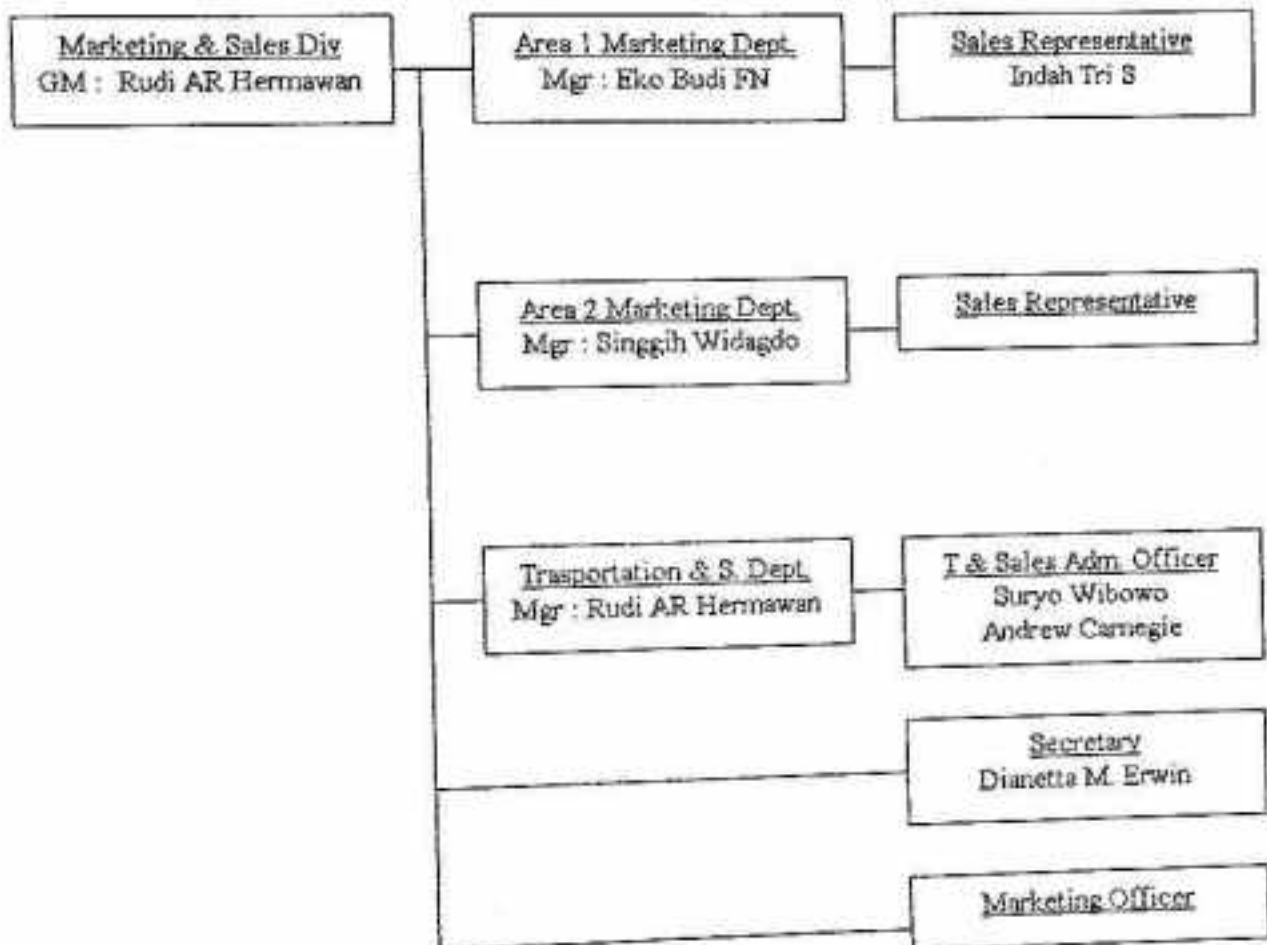 Marketing & Sales Div
GM : Rudi AR Hermawan
Area 1 Marketing Dept.
Mgr : Eko Budi FN
Sales Representative
Indah Tri S
Area 2 Marketing Dept.
Mgr : Singgih Widagdo
Sales Representative
Trasportation & S. Dept.
Mgr : Rudi AR Hermawan
T & Sales Adm. Officer
Suryo Wibowo
Andrew Carnegie
Secretary
Dianetta M. Erwin
Marketing Officer